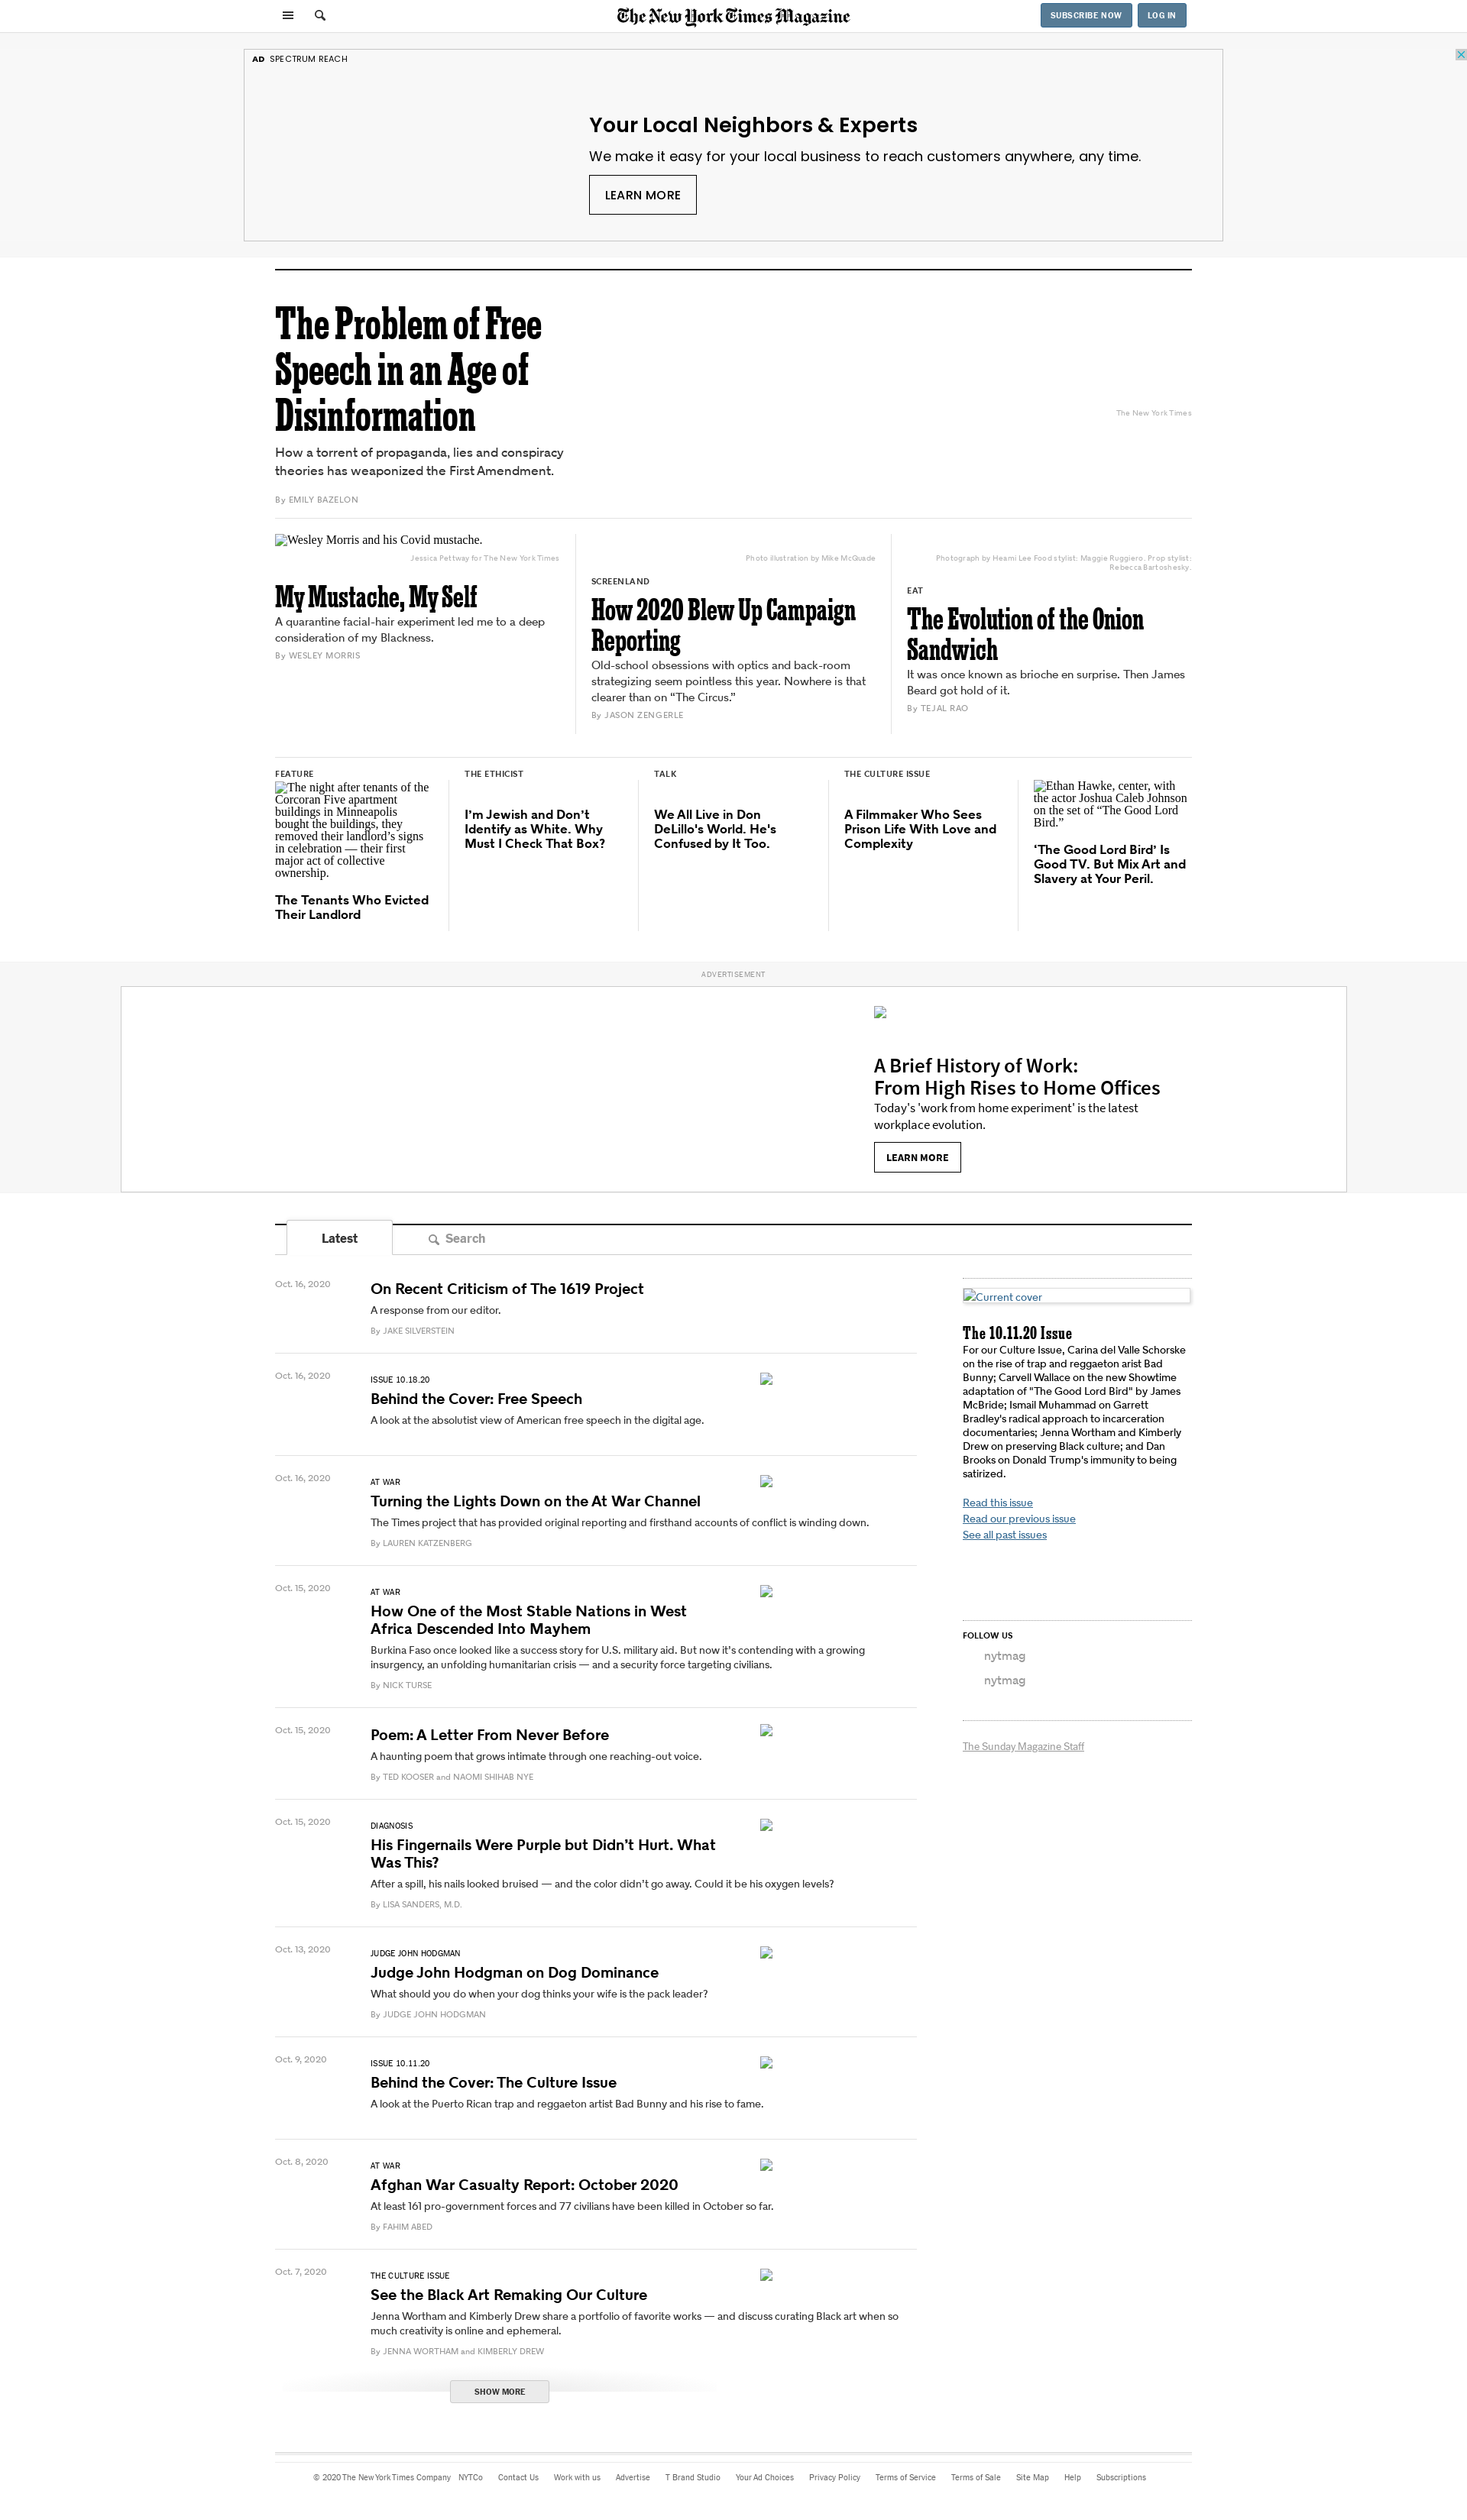 The New York Times Magazine
SUBSCRIBE NOW
LOG IN
AD SPECTRUM REACH
Your Local Neighbors & Experts
We make it easy for your local business to reach customers anywhere, any time.
LEARN MORE
The Problem of Free
Speech in an Age of
Disinformation
The New York Times
How a torrent of propaganda, lies and conspiracy
theories has weaponized the First Amendment.
By EMILY BAZELON
Wesley Morris and his Covid mustache.
Jessica Pettway for The New York Times
My Mustache, My Self
A quarantine facial-hair experiment led me to a deep
consideration of my Blackness.
By WESLEY MORRIS
Photo illustration by Mike McQuade
SCREENLAND
How 2020 Blew Up Campaign
Reporting
Old-school obsessions with optics and back-room
strategizing seem pointless this year. Nowhere is that
clearer than on “The Circus.”
By JASON ZENGERLE
Photograph by Heami Lee Food stylist: Maggie Ruggiero. Prop stylist:
Rebecca Bartoshesky.
EAT
The Evolution of the Onion
Sandwich
It was once known as brioche en surprise. Then James
Beard got hold of it.
By TEJAL RAO
FEATURE
The night after tenants of the
Corcoran Five apartment
buildings in Minneapolis
bought the buildings, they
removed their landlord’s signs
in celebration — their first
major act of collective
ownership.
The Tenants Who Evicted
Their Landlord
THE ETHICIST
I’m Jewish and Don’t
Identify as White. Why
Must I Check That Box?
TALK
We All Live in Don
DeLillo's World. He's
Confused by It Too.
THE CULTURE ISSUE
A Filmmaker Who Sees
Prison Life With Love and
Complexity
Ethan Hawke, center, with
the actor Joshua Caleb Johnson
on the set of “The Good Lord
Bird.”
‘The Good Lord Bird’ Is
Good TV. But Mix Art and
Slavery at Your Peril.
ADVERTISEMENT
A Brief History of Work:
From High Rises to Home Offices
Today's 'work from home experiment' is the latest
workplace evolution.
LEARN MORE
Latest
Search
Oct. 16, 2020
On Recent Criticism of The 1619 Project
A response from our editor.
By JAKE SILVERSTEIN
Oct. 16, 2020
ISSUE 10.18.20
Behind the Cover: Free Speech
A look at the absolutist view of American free speech in the digital age.
Oct. 16, 2020
AT WAR
Turning the Lights Down on the At War Channel
The Times project that has provided original reporting and firsthand accounts of conflict is winding down.
By LAUREN KATZENBERG
Oct. 15, 2020
AT WAR
How One of the Most Stable Nations in West
Africa Descended Into Mayhem
Burkina Faso once looked like a success story for U.S. military aid. But now it’s contending with a growing
insurgency, an unfolding humanitarian crisis — and a security force targeting civilians.
By NICK TURSE
Oct. 15, 2020
Poem: A Letter From Never Before
A haunting poem that grows intimate through one reaching-out voice.
By TED KOOSER and NAOMI SHIHAB NYE
Oct. 15, 2020
DIAGNOSIS
His Fingernails Were Purple but Didn’t Hurt. What
Was This?
After a spill, his nails looked bruised — and the color didn’t go away. Could it be his oxygen levels?
By LISA SANDERS, M.D.
Oct. 13, 2020
JUDGE JOHN HODGMAN
Judge John Hodgman on Dog Dominance
What should you do when your dog thinks your wife is the pack leader?
By JUDGE JOHN HODGMAN
Oct. 9, 2020
ISSUE 10.11.20
Behind the Cover: The Culture Issue
A look at the Puerto Rican trap and reggaeton artist Bad Bunny and his rise to fame.
Oct. 8, 2020
AT WAR
Afghan War Casualty Report: October 2020
At least 161 pro-government forces and 77 civilians have been killed in October so far.
By FAHIM ABED
Oct. 7, 2020
THE CULTURE ISSUE
See the Black Art Remaking Our Culture
Jenna Wortham and Kimberly Drew share a portfolio of favorite works — and discuss curating Black art when so
much creativity is online and ephemeral.
By JENNA WORTHAM and KIMBERLY DREW
SHOW MORE
Current cover
The 10.11.20 Issue
For our Culture Issue, Carina del Valle Schorske
on the rise of trap and reggaeton arist Bad
Bunny; Carvell Wallace on the new Showtime
adaptation of "The Good Lord Bird" by James
McBride; Ismail Muhammad on Garrett
Bradley's radical approach to incarceration
documentaries; Jenna Wortham and Kimberly
Drew on preserving Black culture; and Dan
Brooks on Donald Trump's immunity to being
satirized.
Read this issue
Read our previous issue
See all past issues
FOLLOW US
nytmag
nytmag
The Sunday Magazine Staff
© 2020 The New York Times Company NYTCo Contact Us Work with us Advertise T Brand Studio Your Ad Choices Privacy Policy Terms of Service Terms of Sale Site Map Help Subscriptions